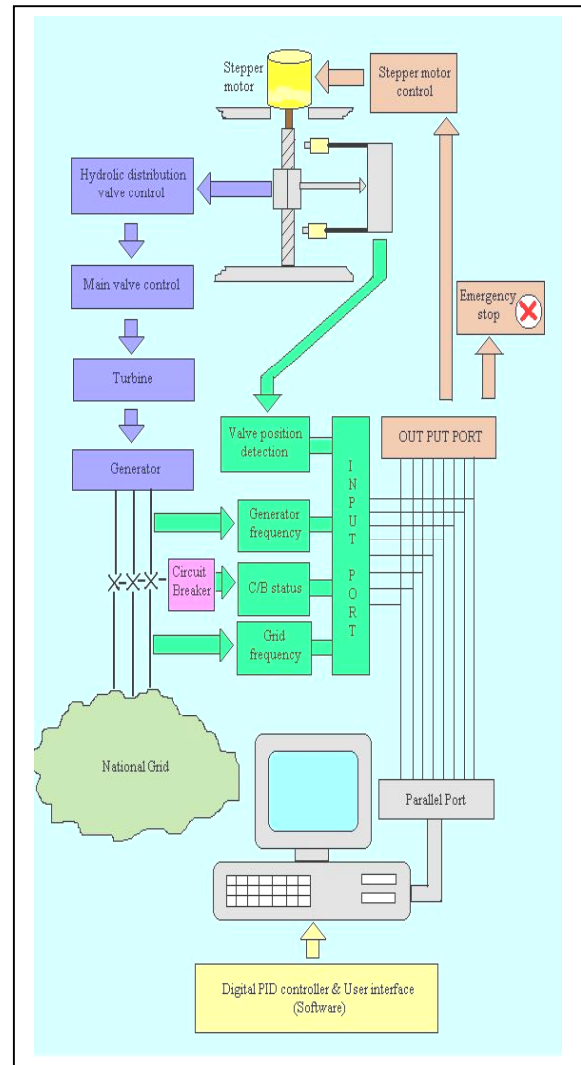 Stepper
motor
Stepper motor
control
Hydrolic distribution
valve control
Main valve control
Emergency
stop
Turbine
Valve position
detection
OUT PUT PORT
Generator
I
N
P
U
T
P
O
R
T
Generator
frequency
Circuit
Breaker
C/B status
Grid
frequency
National Grid
Parallel Port
Digital PID controller & User interface
(Software)